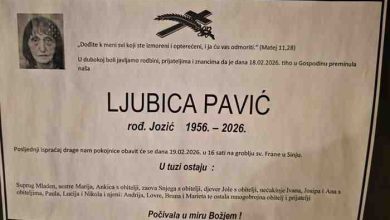 „Dođite k meni svi koji ste izmoreni i opterećeni, i ja ću vas odmoriti.” (Matej 11,28)
U dubokoj boli javljamo rodbini, prijateljima i znancima da je dana 18.02.2026. tiho u Gospodinu preminula
naša
LJUBICA PAVIĆ
rođ. Jozić 1956. – 2026.
Posljednji ispraćaj drage nam pokojnice obavit će se dana 19.02.2026. u 16 sati na groblju sv. Frane u Sinju.
U tuzi ostaju :
Suprug Mladen, sestre Marija, Ankica s obitelji, zaova Snježa s obitelji, djever Jole s obitelji, nećakinje Ivana, Josipa i Ana s
obiteljima, Paula, Lucija i Nikola i njeni: Andrija, Lovre, Bruna i Marieta te ostala mnogobrojna obitelj i prijatelji
Počivala u miru Božjem !